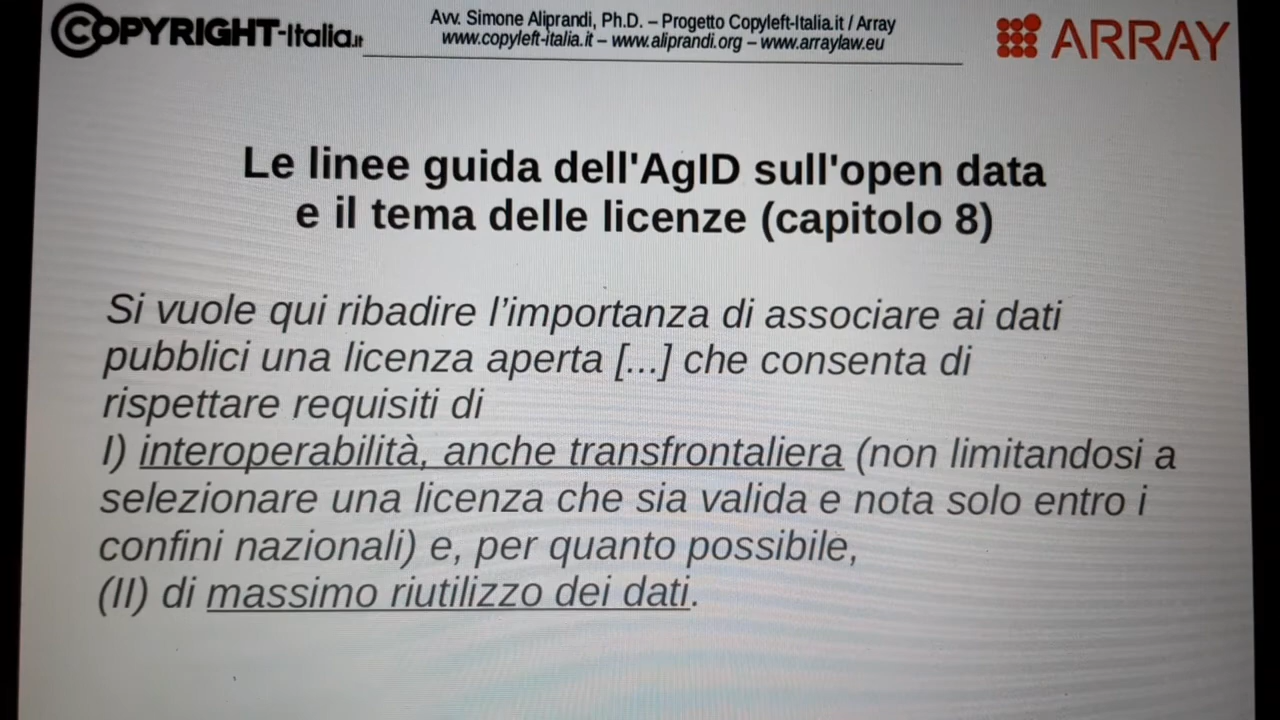 COPYRIGHT-Italia.it
Avv. Simone Aliprandi, Ph.D. – Progetto Copyleft-Italia.it / Array
www.copyleft-italia.it – www.aliprandi.org – www.arraylaw.eu
ARRAY
Le linee guida dell'AgID sull'open data
e il tema delle licenze (capitolo 8)
Si vuole qui ribadire l’importanza di associare ai dati
pubblici una licenza aperta [...] che consenta di
rispettare requisiti di
I) interoperabilità, anche transfrontaliera (non limitandosi a
selezionare una licenza che sia valida e nota solo entro i
confini nazionali) e, per quanto possibile,
(II) di massimo riutilizzo dei dati.